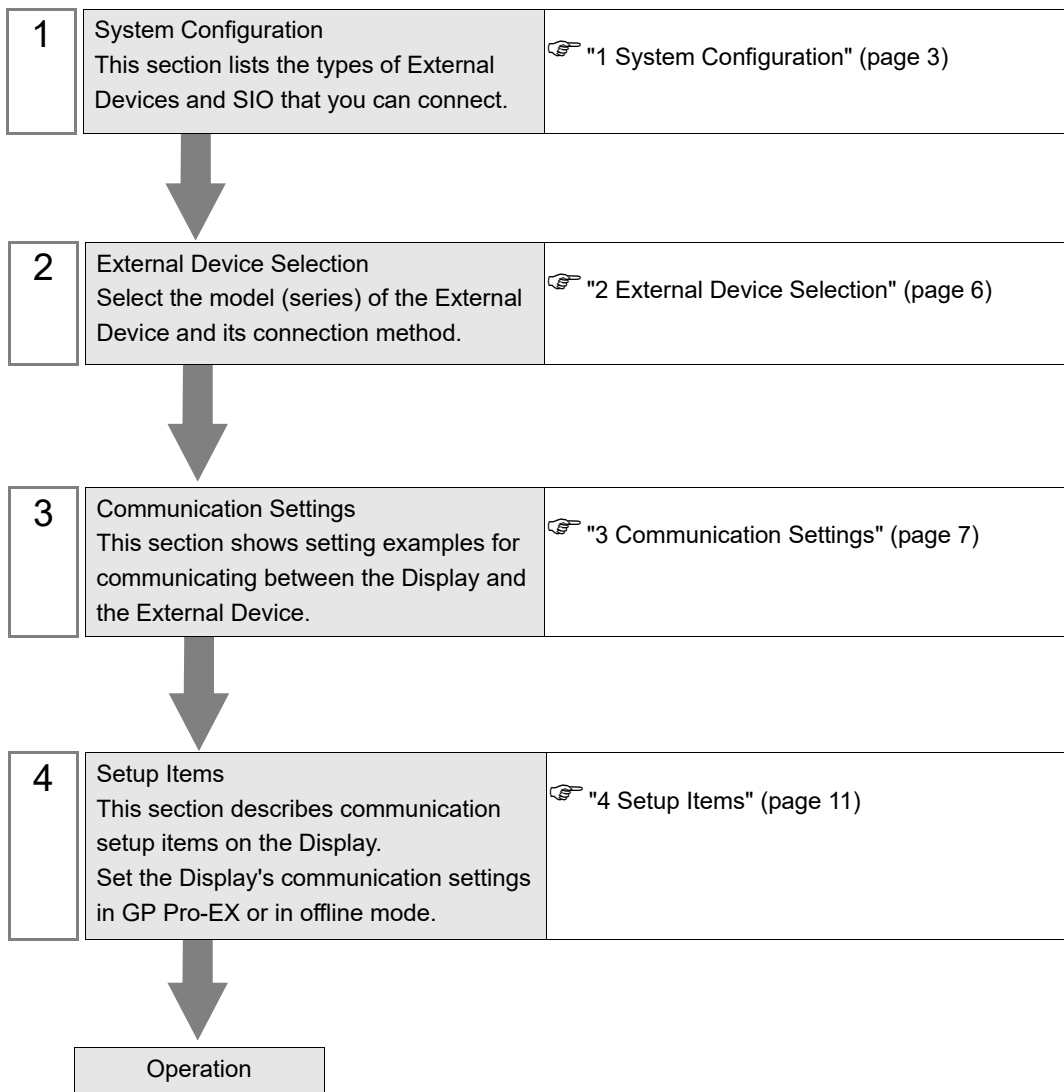 1
System Configuration
This section lists the types of External
Devices and SIO that you can connect.
"1 System Configuration" (page 3)
2
External Device Selection
Select the model (series) of the External
Device and its connection method.
"2 External Device Selection" (page 6)
3
Communication Settings
This section shows setting examples for
communicating between the Display and
the External Device.
"3 Communication Settings" (page 7)
4
Setup Items
This section describes communication
setup items on the Display.
Set the Display's communication settings
in GP Pro-EX or in offline mode.
"4 Setup Items" (page 11)
Operation